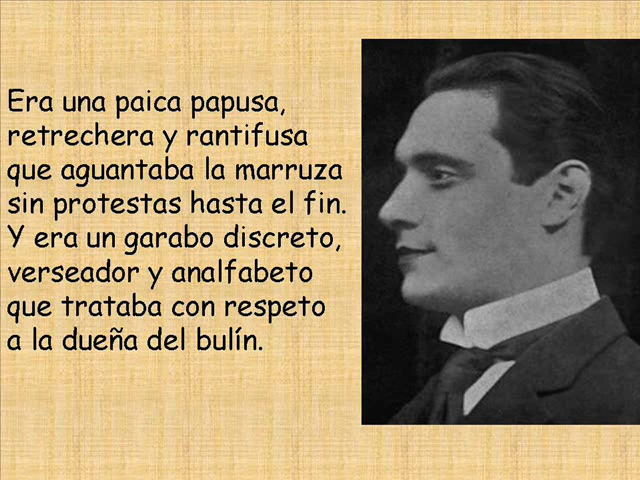 Era una paica papusa,
retrechera y rantifusa
que aguantaba la marruza
sin protestas hasta el fin.
Y era un garabo discreto,
verseador y analfabeto
que trataba con respeto
a la dueña del bulín.